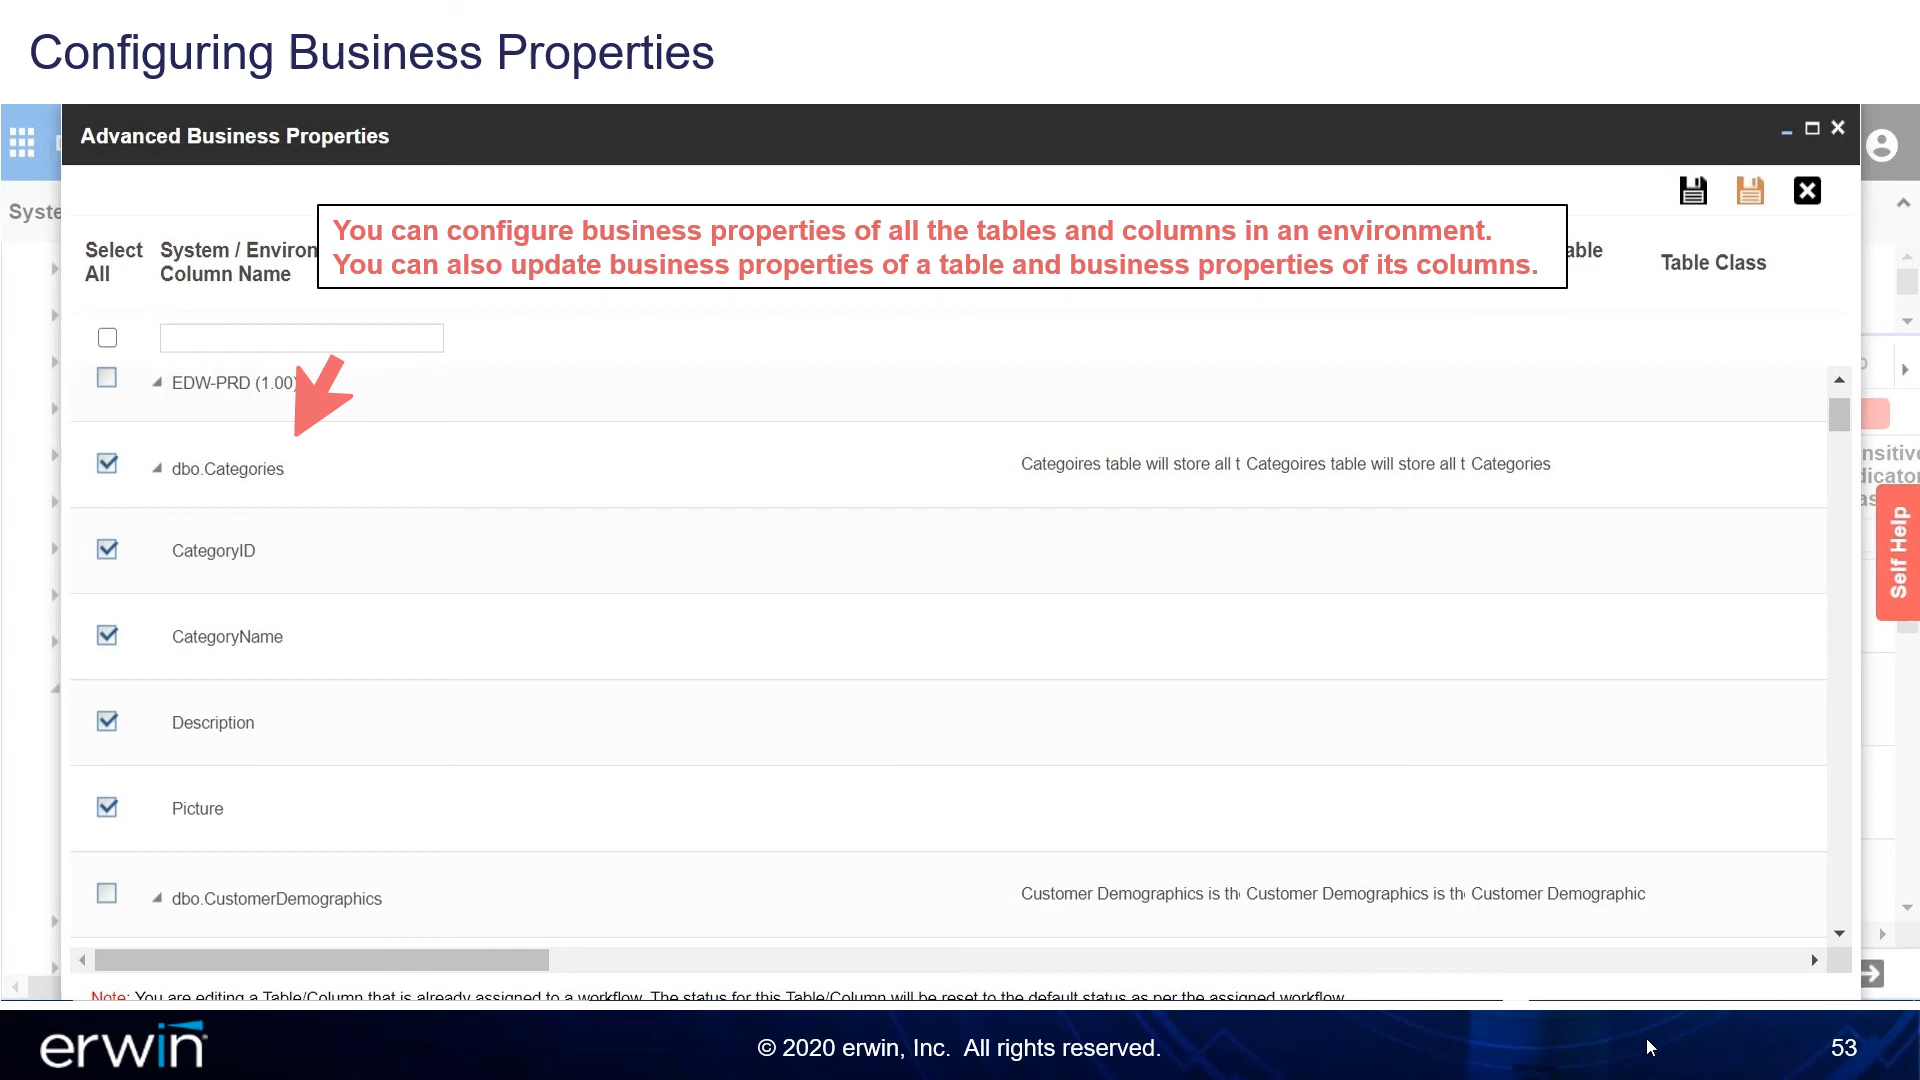 Configuring Business Properties
Advanced Business Properties
Syste
You can configure business properties of all the tables and columns in an environment.
You can also update business properties of a table and business properties of its columns.
Select All
System / Environ
Column Name
able
Table Class
EDW-PRD (1.00)
dbo.Categories
Categoires table will store all t Categoires table will store all t Categories
CategoryID
CategoryName
Description
Picture
dbo.CustomerDemographics
Customer Demographics is the Customer Demographics is the Customer Demographic
nsitive
dicator
Self Help
Note: You are editing a Table/Column that is already assigned to a workflow. The status for this Table/Column will be reset to the default status as per the assigned workflow
erwin
© 2020 erwin, Inc. All rights reserved.
53